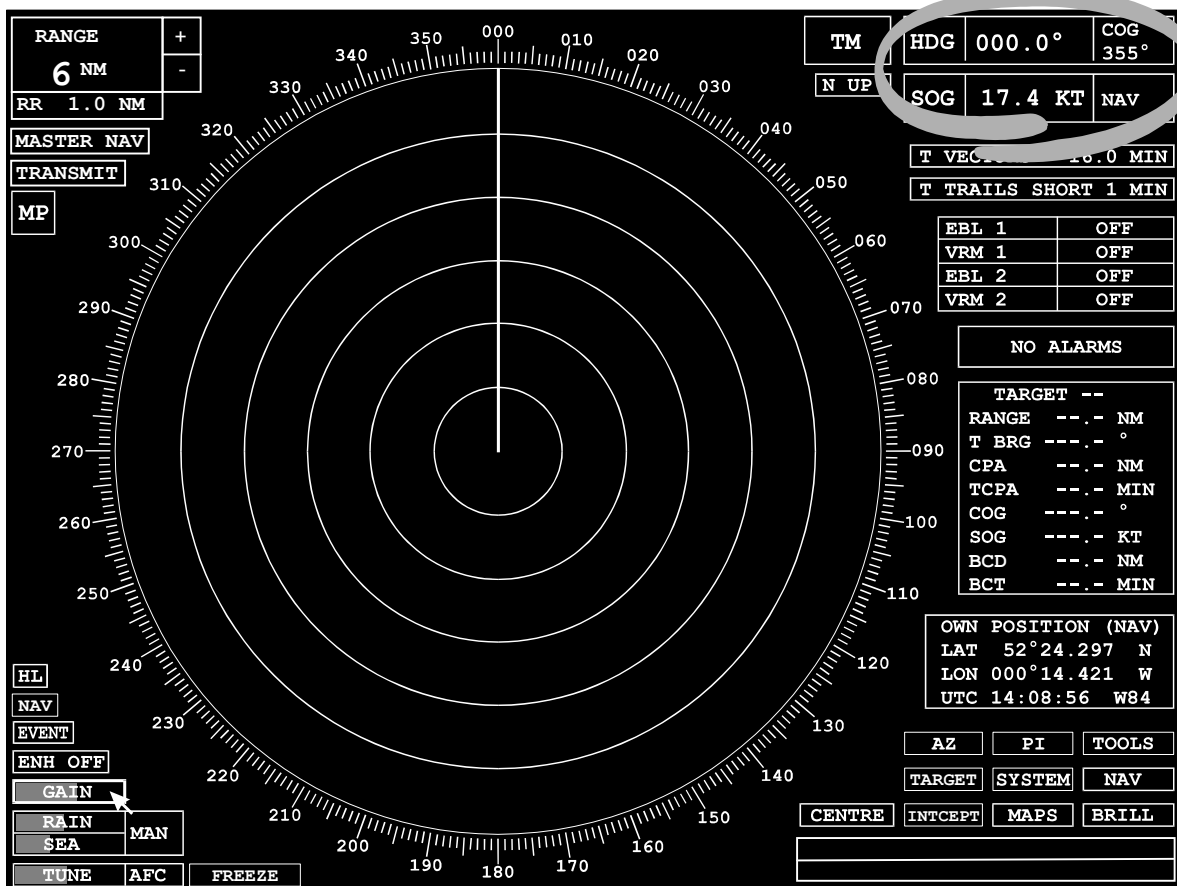 RANGE +
6 NM -
RR 1.0 NM
MASTER NAV
TRANSMIT
MP
TM
N UP
HDG 000.0° COG 355°
SOG 17.4 KT NAV
T 16.0 MIN
T TRAILS SHORT 1 MIN
EBL 1 OFF
VRM 1 OFF
EBL 2 OFF
VRM 2 OFF
NO ALARMS
TARGET --
RANGE --.- NM
T BRG ---.- °
CPA --.- NM
TCPA --.- MIN
COG ---.- °
SOG ---.- KT
BCD --.- NM
BCT --.- MIN
OWN POSITION (NAV)
LAT 52°24.297 N
LON 000°14.421 W
UTC 14:08:56 W84
000
010
020
030
040
050
060
070
080
090
100
110
120
130
140
150
160
170
180
190
200
210
220
230
240
250
260
270
280
290
300
310
320
330
340
350
HL
NAV
EVENT
ENH OFF
GAIN
RAIN
SEA
MAN
TUNE AFC FREEZE
AZ PI TOOLS
TARGET SYSTEM NAV
CENTRE INTCEPT MAPS BRILL